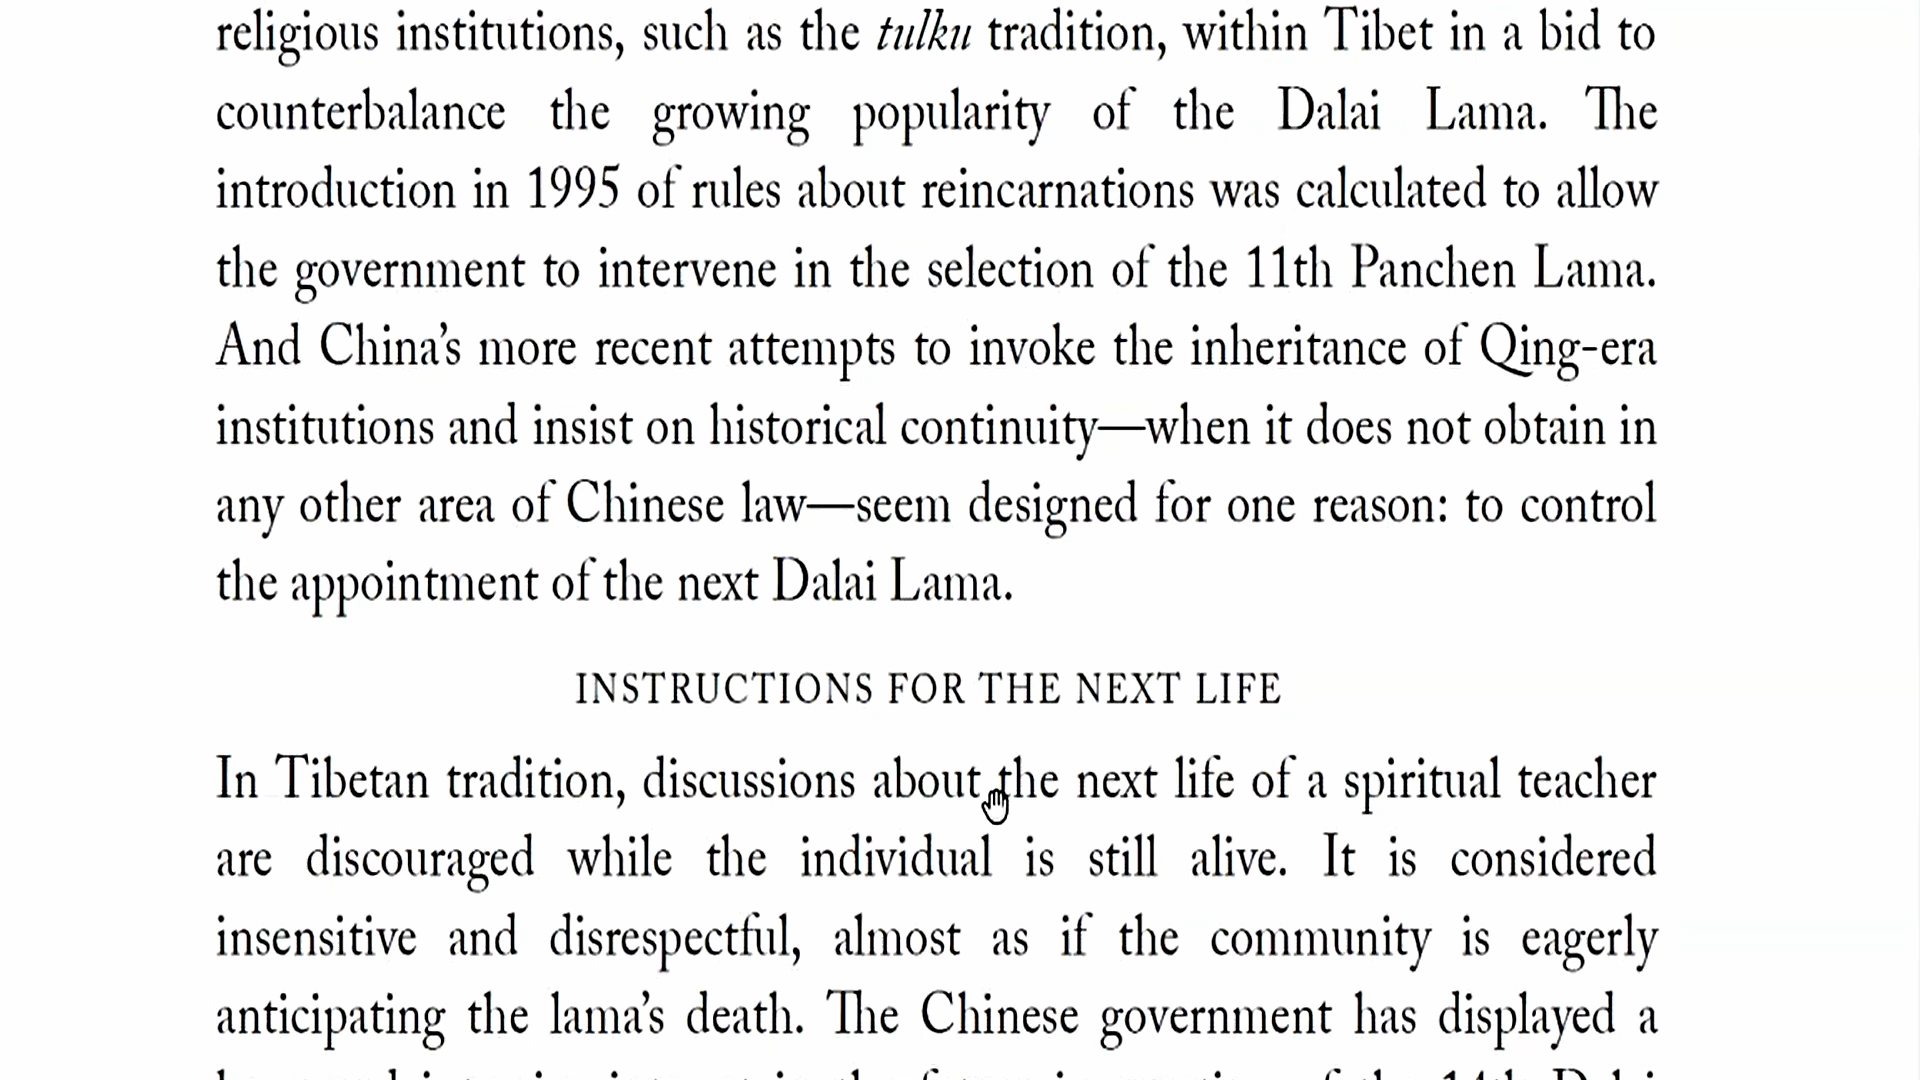 religious institutions, such as the tulku tradition, within Tibet in a bid to
counterbalance the growing popularity of the Dalai Lama. The
introduction in 1995 of rules about reincarnations was calculated to allow
the government to intervene in the selection of the 11th Panchen Lama.
And China’s more recent attempts to invoke the inheritance of Qing-era
institutions and insist on historical continuity—when it does not obtain in
any other area of Chinese law—seem designed for one reason: to control
the appointment of the next Dalai Lama.
INSTRUCTIONS FOR THE NEXT LIFE
In Tibetan tradition, discussions about the next life of a spiritual teacher
are discouraged while the individual is still alive. It is considered
insensitive and disrespectful, almost as if the community is eagerly
anticipating the lama’s death. The Chinese government has displayed a